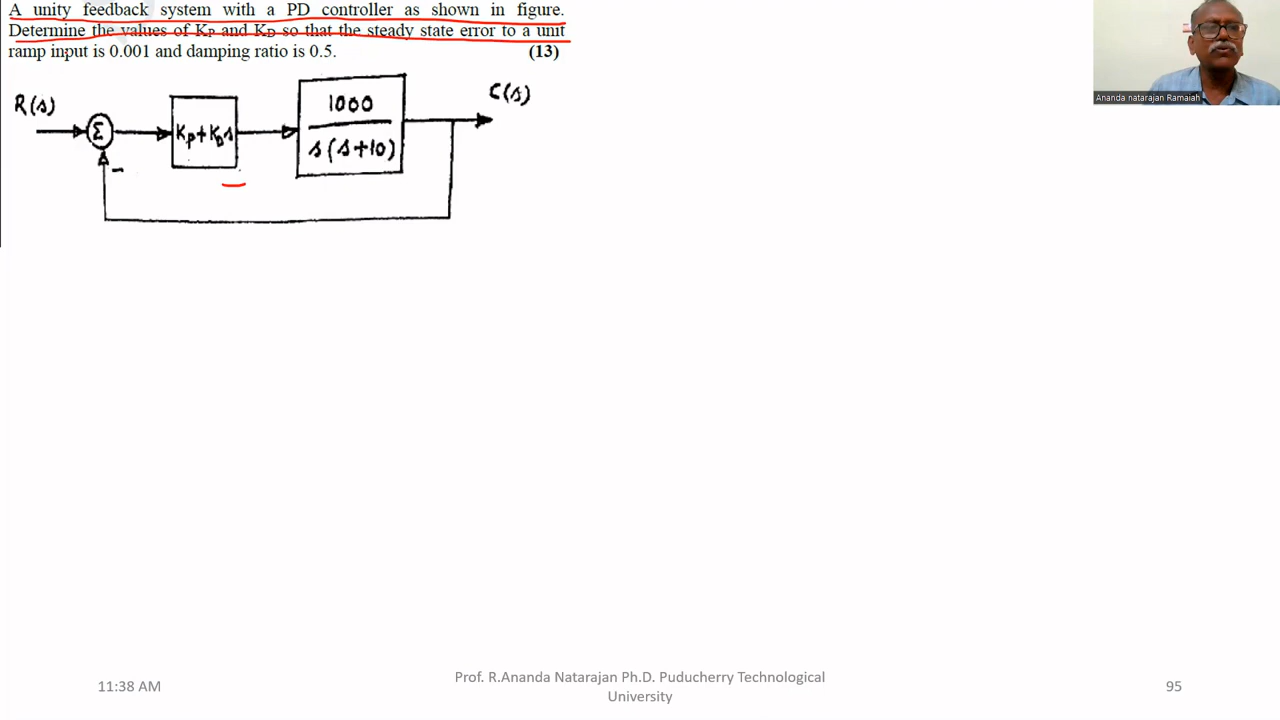 A unity feedback system with a PD controller as shown in figure.
Determine the values of KP and KD so that the steady state error to a unit
ramp input is 0.001 and damping ratio is 0.5. (13)
R(s)
Σ
-
Kp+KDs
1000
s(s+10)
C(s)
Ananda natarajan Ramaiah
11:38 AM
Prof. R.Ananda Natarajan Ph.D. Puducherry Technological
University
95